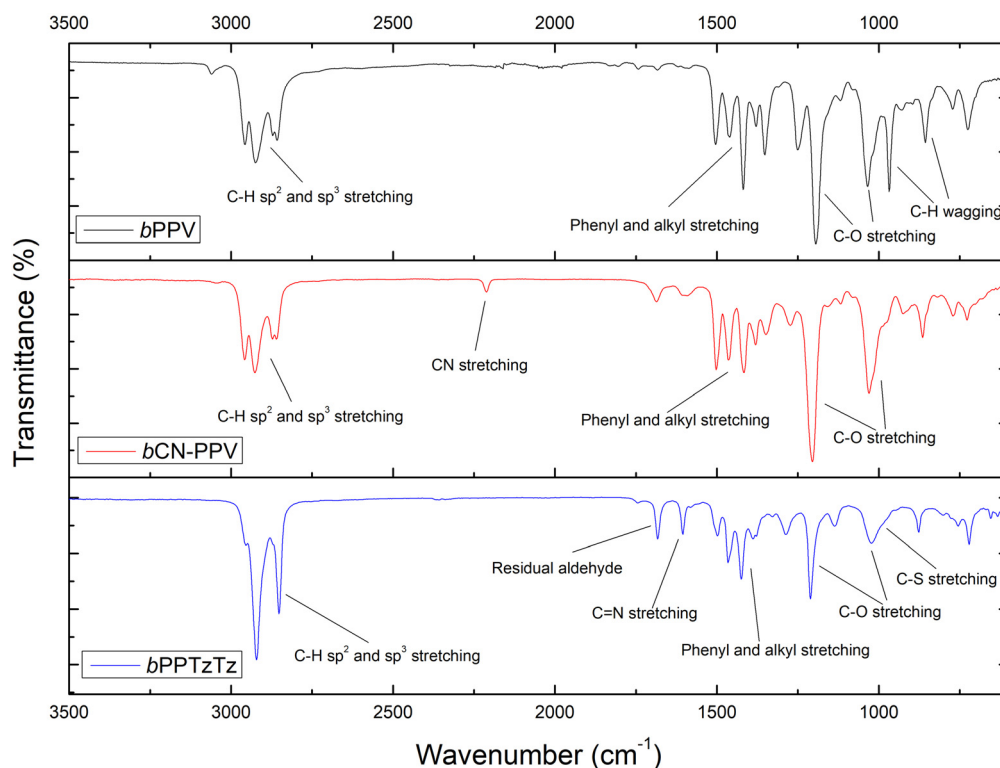 3500 3000 2500 2000 1500 1000
C-H sp² and sp³ stretching
Phenyl and alkyl stretching
C-H wagging
C-O stretching
bPPV
CN stretching
C-H sp² and sp³ stretching
Phenyl and alkyl stretching
C-O stretching
bCN-PPV
Transmittance (%)
Residual aldehyde
C=N stretching
C-S stretching
C-O stretching
Phenyl and alkyl stretching
C-H sp² and sp³ stretching
bPPTzTz
3500 3000 2500 2000 1500 1000
Wavenumber (cm⁻¹)